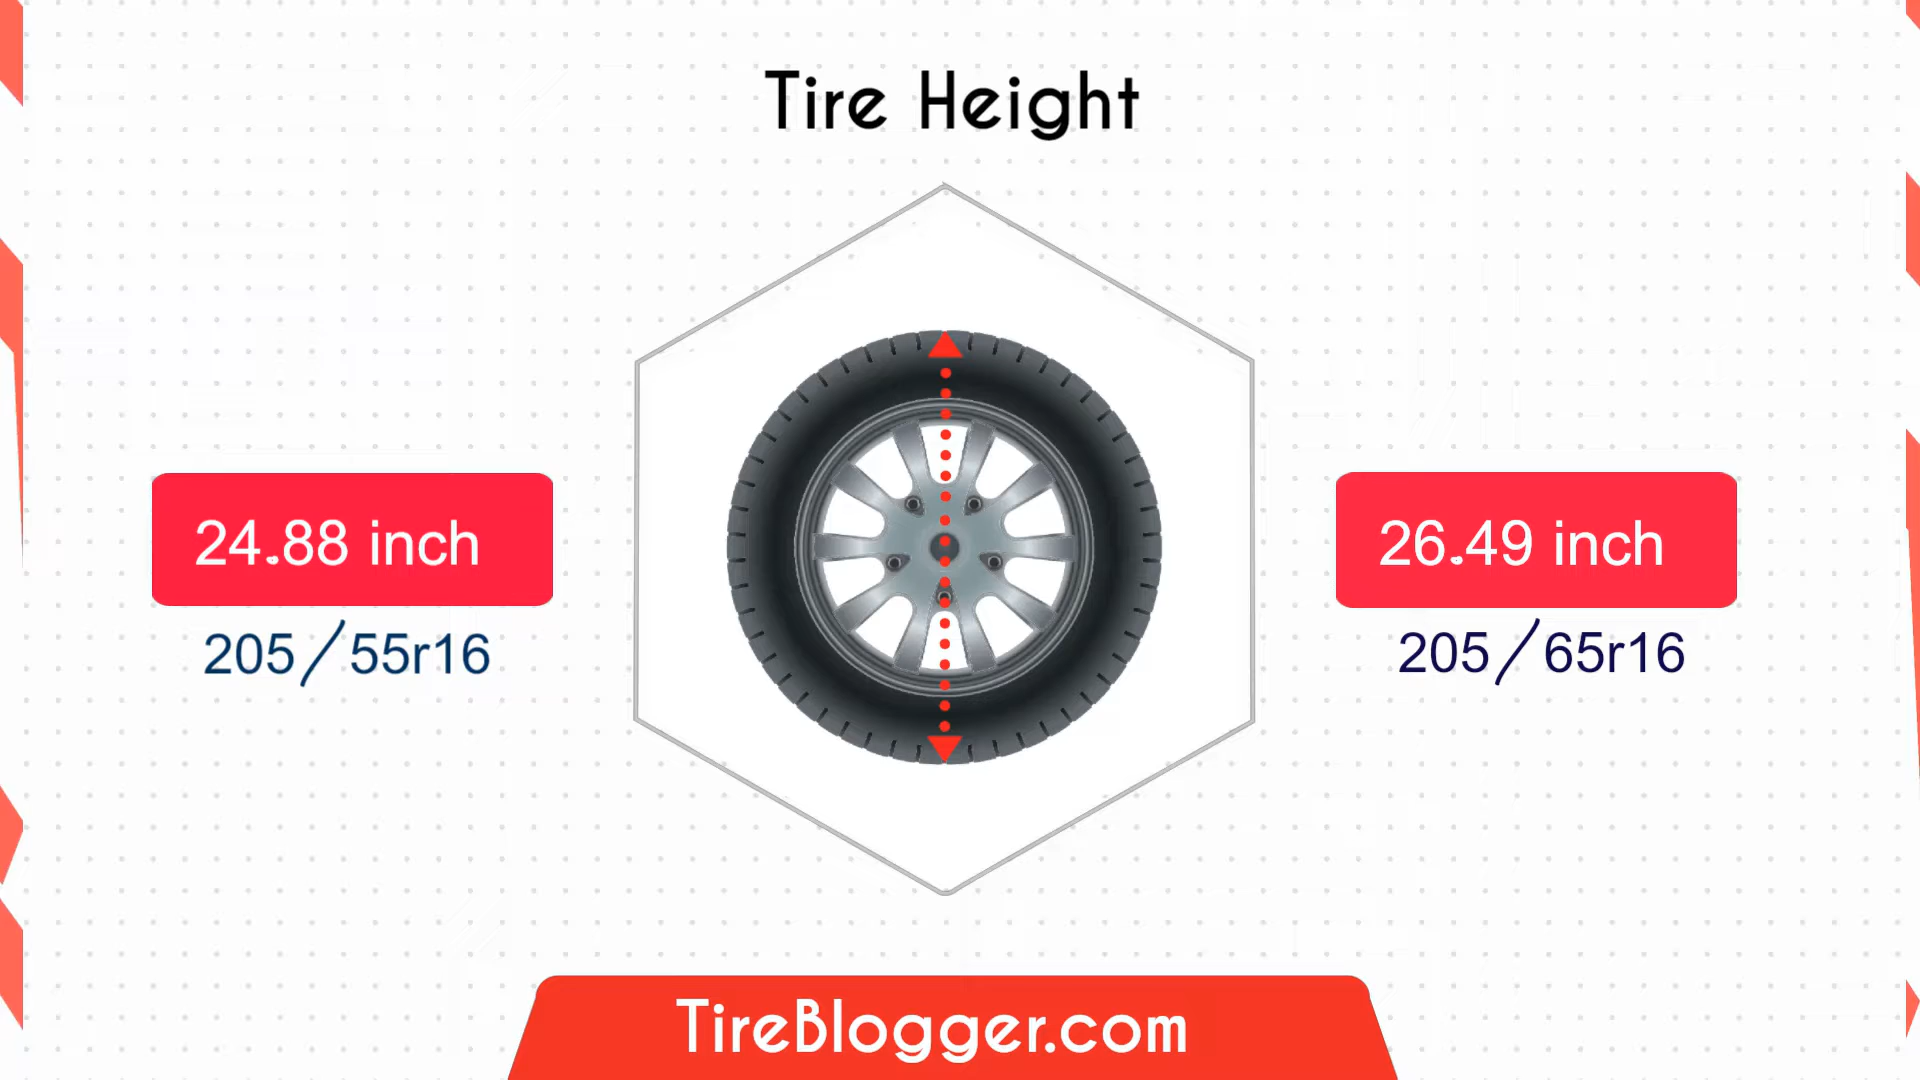 Tire Height
24.88 inch
205/55r16
26.49 inch
205/65r16
TireBlogger.com